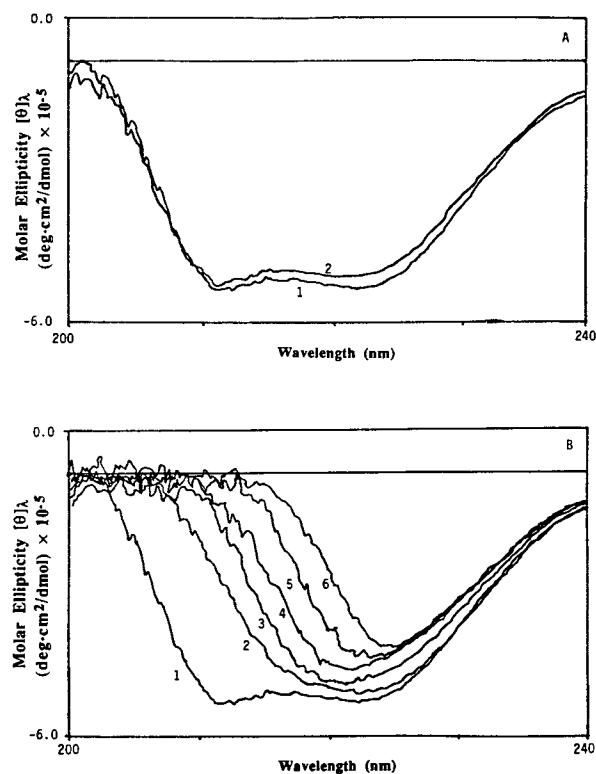 0.0
A
Molar Ellipticity [θ]λ
(deg·cm²/dmol) × 10⁻⁵
2
1
-6.0
200
240
Wavelength (nm)
0.0
B
Molar Ellipticity [θ]λ
(deg·cm²/dmol) × 10⁻⁵
5
6
4
3
2
1
-6.0
200
240
Wavelength (nm)